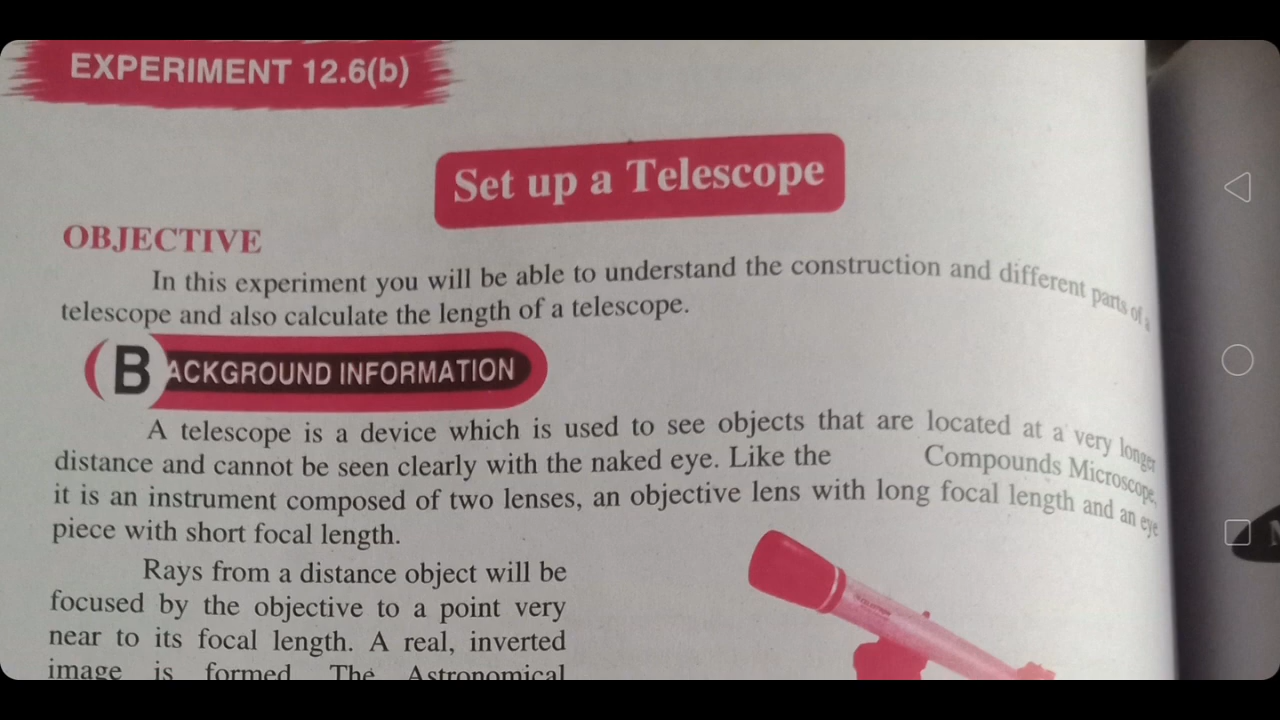 EXPERIMENT 12.6(b)
Set up a Telescope
OBJECTIVE
In this experiment you will be able to understand the construction and different parts of a
telescope and also calculate the length of a telescope.
BACKGROUND INFORMATION
A telescope is a device which is used to see objects that are located at a very longer
distance and cannot be seen clearly with the naked eye. Like the Compounds Microscope,
it is an instrument composed of two lenses, an objective lens with long focal length and an eye
piece with short focal length.
Rays from a distance object will be
focused by the objective to a point very
near to its focal length. A real, inverted
image is formed The Astronomical